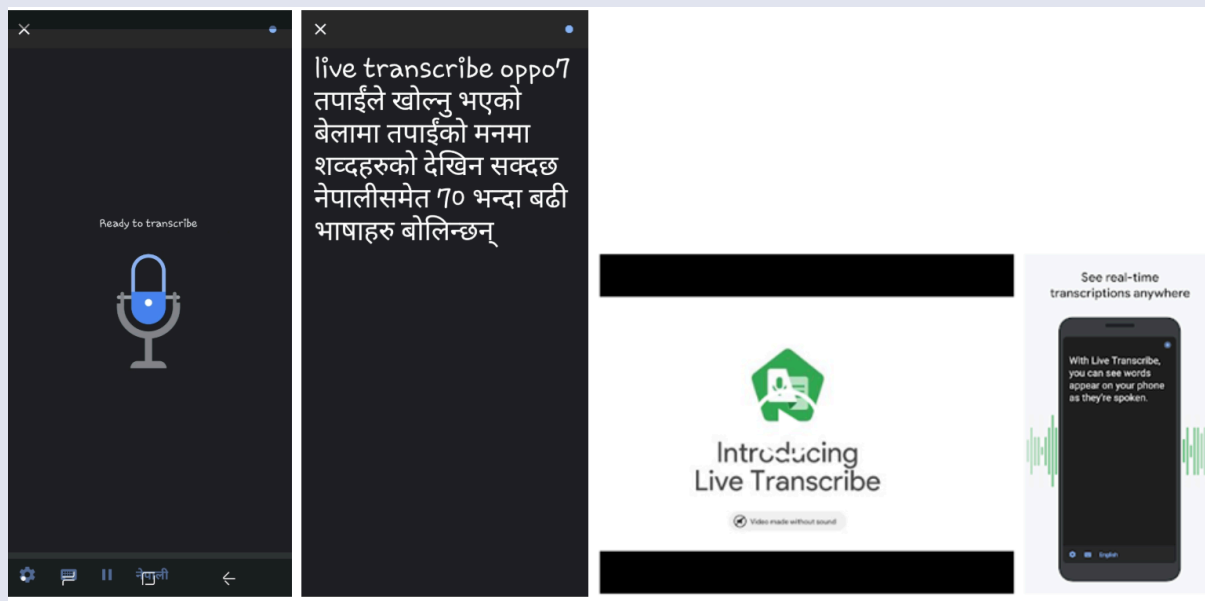 Ready to transcribe
नेपाली
live transcribe oppo7
तपाईंले खोल्नु भएको
बेलामा तपाईंको मनमा
शव्दहरुको देखिन सक्दछ
नेपालीसमेत 7० भन्दा बढी
भाषाहरु बोलिन्छन्
Introducing
Live Transcribe
Video made without sound
See real-time
transcriptions anywhere
With Live Transcribe,
you can see words
appear on your phone
as they're spoken.
English